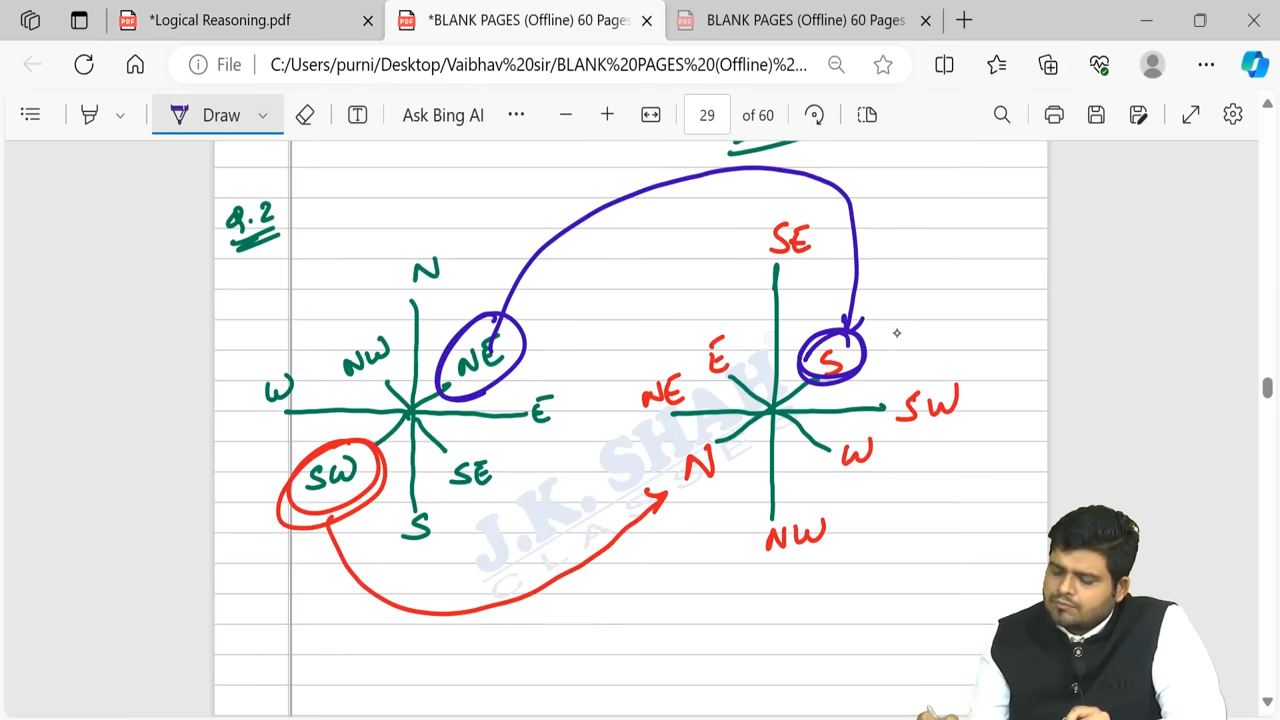 *Logical Reasoning.pdf
*BLANK PAGES (Offline) 60 Pages
BLANK PAGES (Offline) 60 Pages
File
C:/Users/purni/Desktop/Vaibhav%20sir/BLANK%20PAGES%20(Offline)%2...
Draw
Ask Bing AI
29 of 60
Q.2
N
NW
NE
W
E
SW
SE
S
SE
E
S
NE
SW
N
W
NW
J.K. SHAH
CLASSES